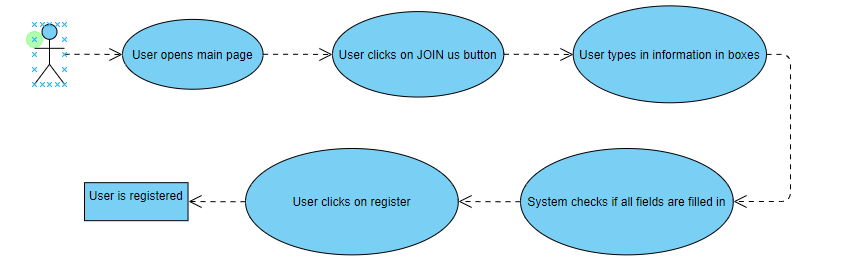 User opens main page
User clicks on JOIN us button
User types in information in boxes
System checks if all fields are filled in
User clicks on register
User is registered